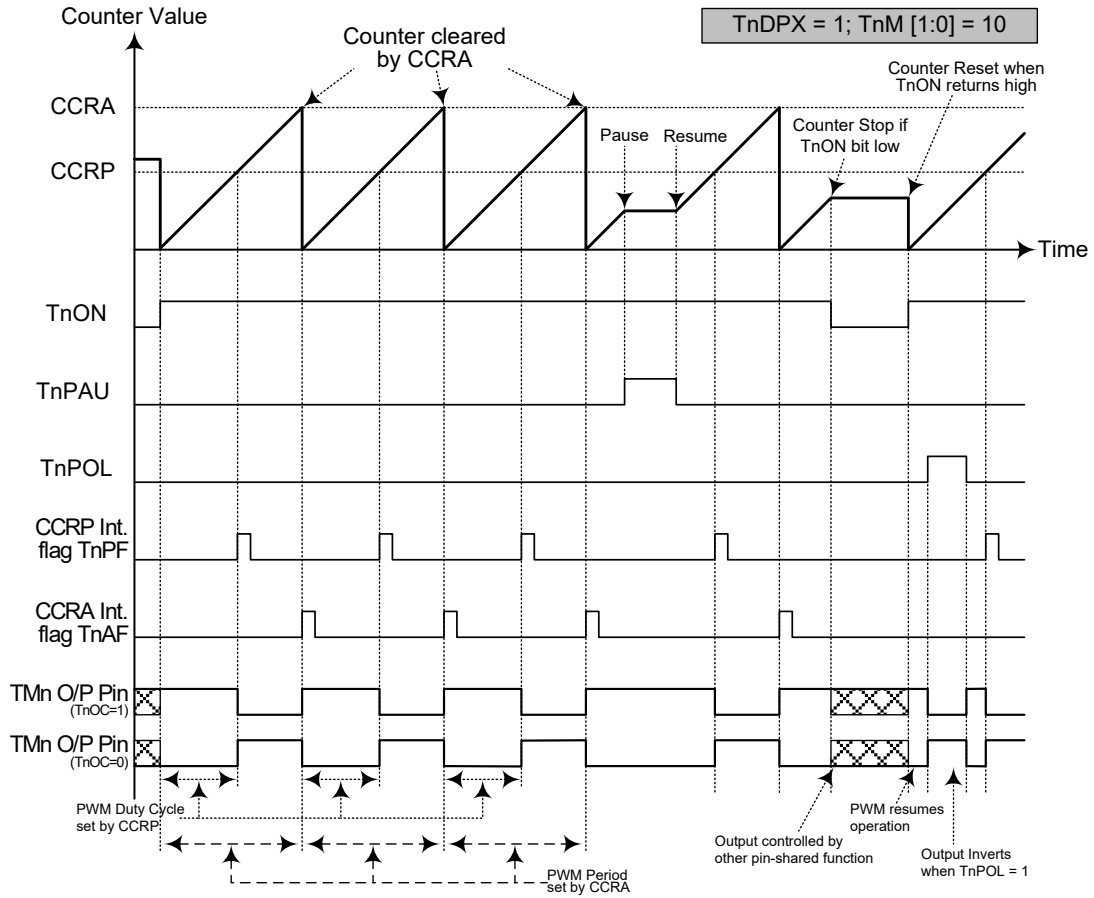 Counter Value
TnDPX = 1; TnM [1:0] = 10
Counter cleared
by CCRA
Counter Reset when
TnON returns high
CCRA
Pause
Resume
Counter Stop if
TnON bit low
CCRP
Time
TnON
TnPAU
TnPOL
CCRP Int.
flag TnPF
CCRA Int.
flag TnAF
TMn O/P Pin
(TnOC=1)
TMn O/P Pin
(TnOC=0)
PWM Duty Cycle
set by CCRP
PWM resumes
operation
Output controlled by
other pin-shared function
Output Inverts
when TnPOL = 1
PWM Period
set by CCRA